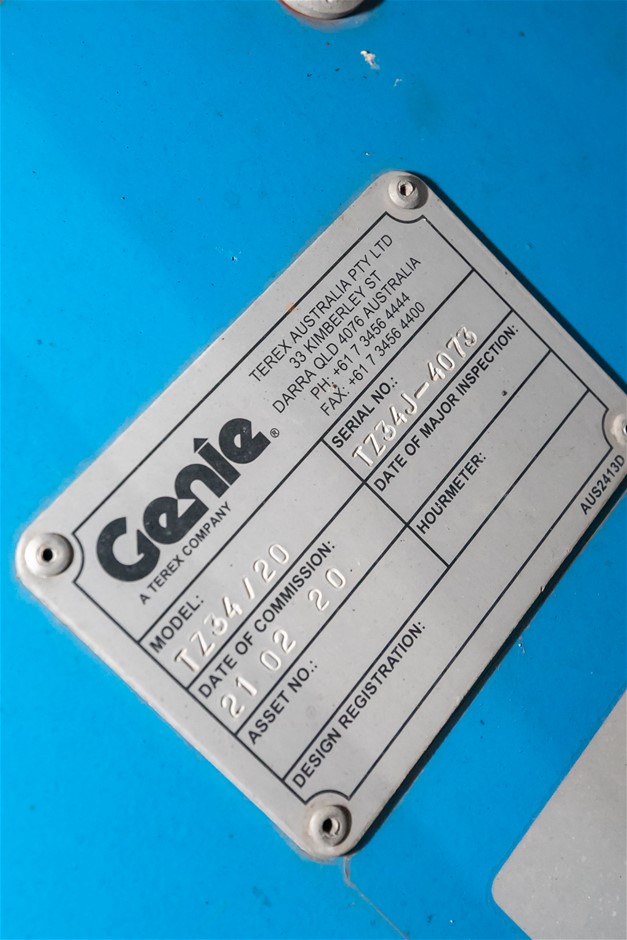 Genie ®
A TEREX COMPANY
TEREX AUSTRALIA PTY LTD
33 KIMBERLEY ST
DARRA QLD 4076 AUSTRALIA
PH: +61 7 3456 4444
FAX: +61 7 3456 4400
MODEL:
TZ34/20
SERIAL NO.:
TZ34J-4073
DATE OF COMMISSION:
21 02 20
DATE OF MAJOR INSPECTION:
ASSET NO.:
HOURMETER:
DESIGN REGISTRATION:
AUS2413D